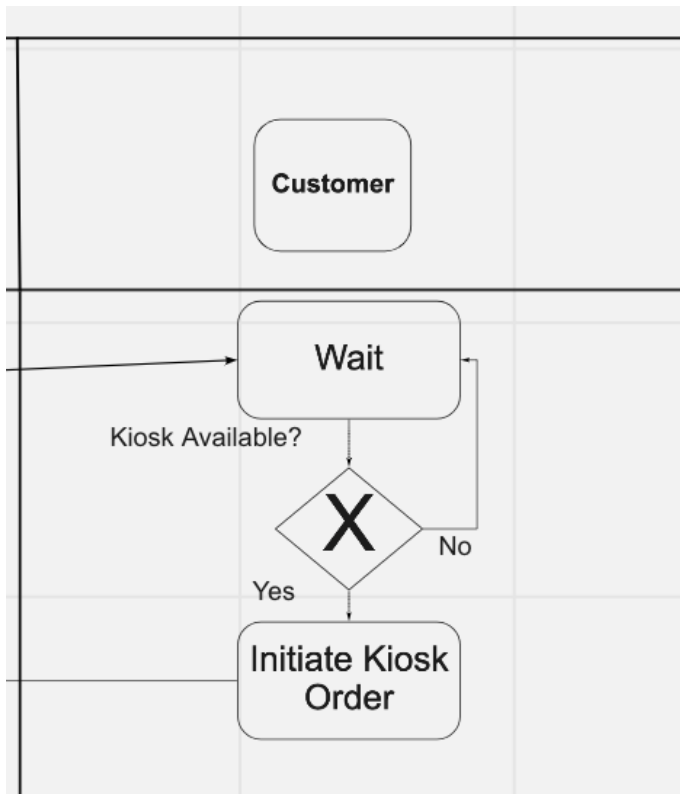 Customer
Wait
Kiosk Available?
X
No
Yes
Initiate Kiosk
Order